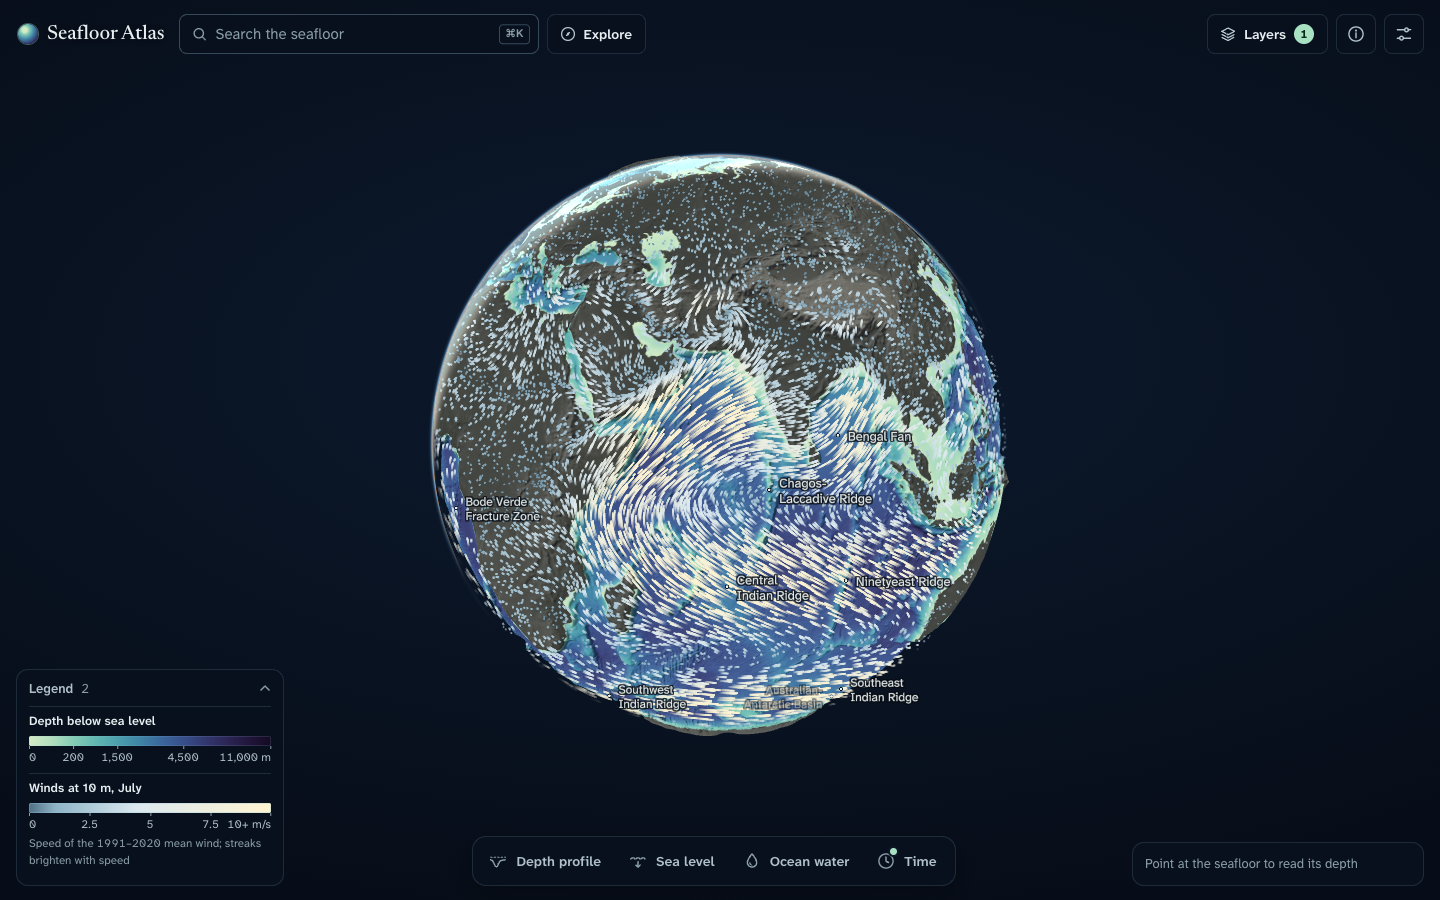 Seafloor Atlas
Search the seafloor
⌘K
Explore
Layers 1
Bengal Fan
Chagos-
Laccadive Ridge
Bode Verde
Fracture Zone
Central
Indian Ridge
Ninetyeast Ridge
Southwest
Indian Ridge
Australian-
Antarctic Basin
Southeast
Indian Ridge
Legend 2
Depth below sea level
0 200 1,500 4,500 11,000 m
Winds at 10 m, July
0 2.5 5 7.5 10+ m/s
Speed of the 1991–2020 mean wind; streaks
brighten with speed
Depth profile
Sea level
Ocean water
Time
Point at the seafloor to read its depth